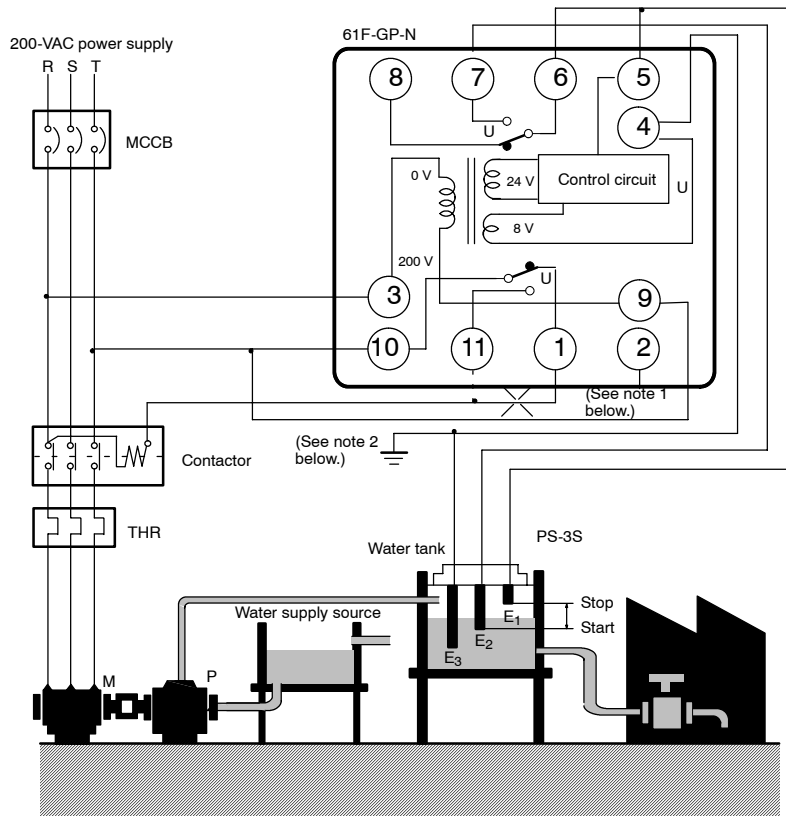 61F-GP-N
200-VAC power supply
R S T
8 7 6 5
4
U
MCCB
0 V
24 V
Control circuit
U
8 V
200 V
U
3
9
10 11 1 2
(See note 1
below.)
(See note 2
below.)
Contactor
THR
Water tank
PS-3S
Water supply source
Stop
E1
Start
E2
E3
M
P